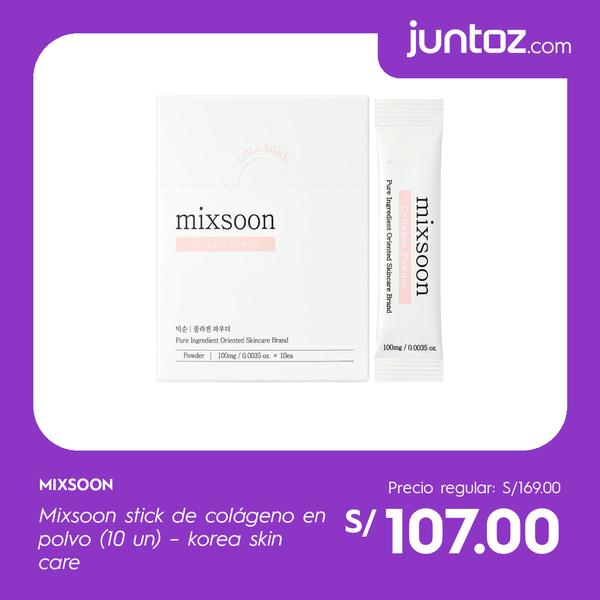 juntoz.com
COLLAGEN
mixsoon
Collagen Powder
믹순 | 콜라겐 파우더
Pure Ingredient Oriented Skincare Brand
Powder | 100mg / 0.0035 oz. × 10ea
mixsoon
Collagen Powder
Pure Ingredient Oriented Skincare Brand
100mg / 0.0035 oz.
MIXSOON
Mixsoon stick de colágeno en
polvo (10 un) - korea skin
care
Precio regular: S/169.00
S/107.00